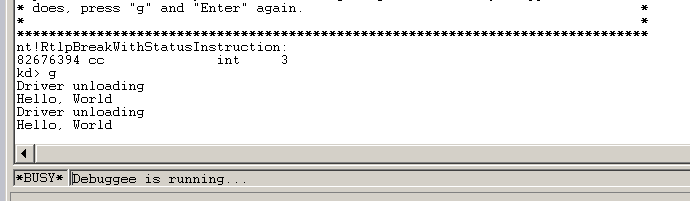 * does, press "g" and "Enter" again. *
* *
*******************************************************************************
nt!RtlpBreakWithStatusInstruction:
82676394 cc int 3
kd> g
Driver unloading
Hello, World
Driver unloading
Hello, World
*BUSY* Debuggee is running...